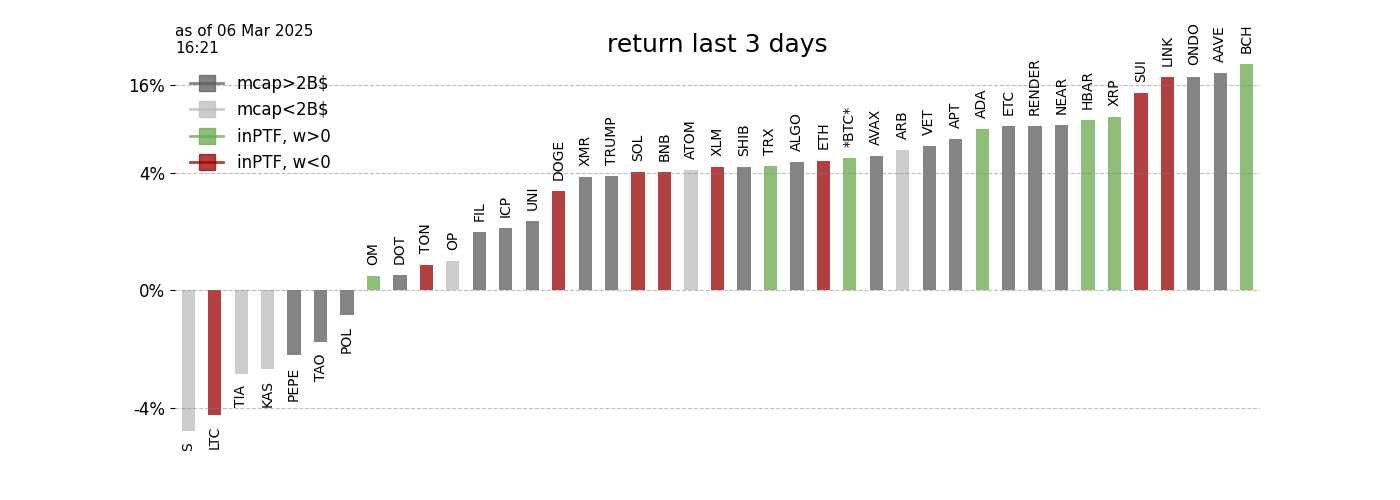 as of 06 Mar 2025
16:21
return last 3 days
mcap>2B$
mcap<2B$
inPTF, w>0
inPTF, w<0
16%
4%
0%
-4%
S
LTC
TIA
KAS
PEPE
TAO
POL
OM
DOT
TON
OP
FIL
ICP
UNI
DOGE
XMR
TRUMP
SOL
BNB
ATOM
XLM
SHIB
TRX
ALGO
ETH
*BTC*
AVAX
ARB
VET
APT
ADA
ETC
RENDER
NEAR
HBAR
XRP
SUI
LINK
ONDO
AAVE
BCH